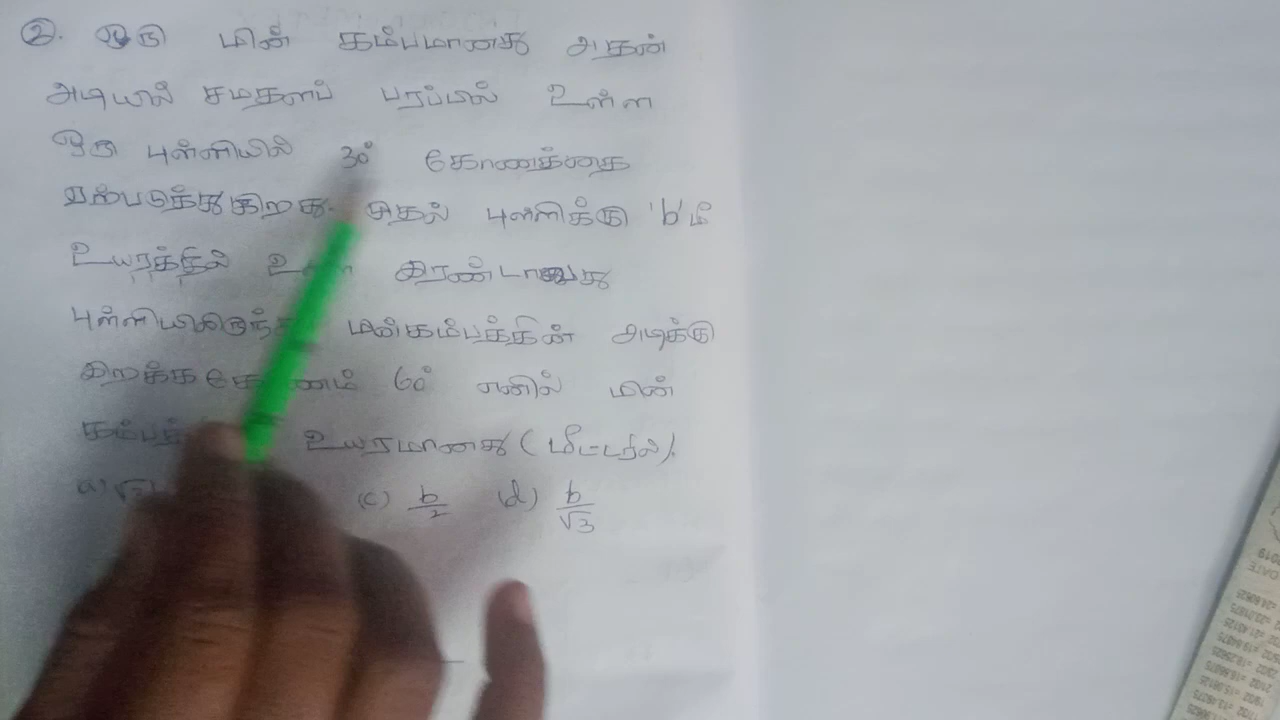 ②. ஒரு மின் கம்பமானது அதன்
அடியில் சமதளப் பரப்பில் உள்ள
ஒரு புள்ளியில் 30° கோணத்தை
ஏற்படுத்துகிறது. முதல் புள்ளிக்கு 'b' மீ
உயரத்தில் இரண்டாவது
புள்ளியிலிருந்து மின்கம்பத்தின் அடிக்கு
இறக்ககோணம் 60° எனில் மின்
உயரமானது (மீட்டரில்).
a) (c) b/2 (d) b/√3